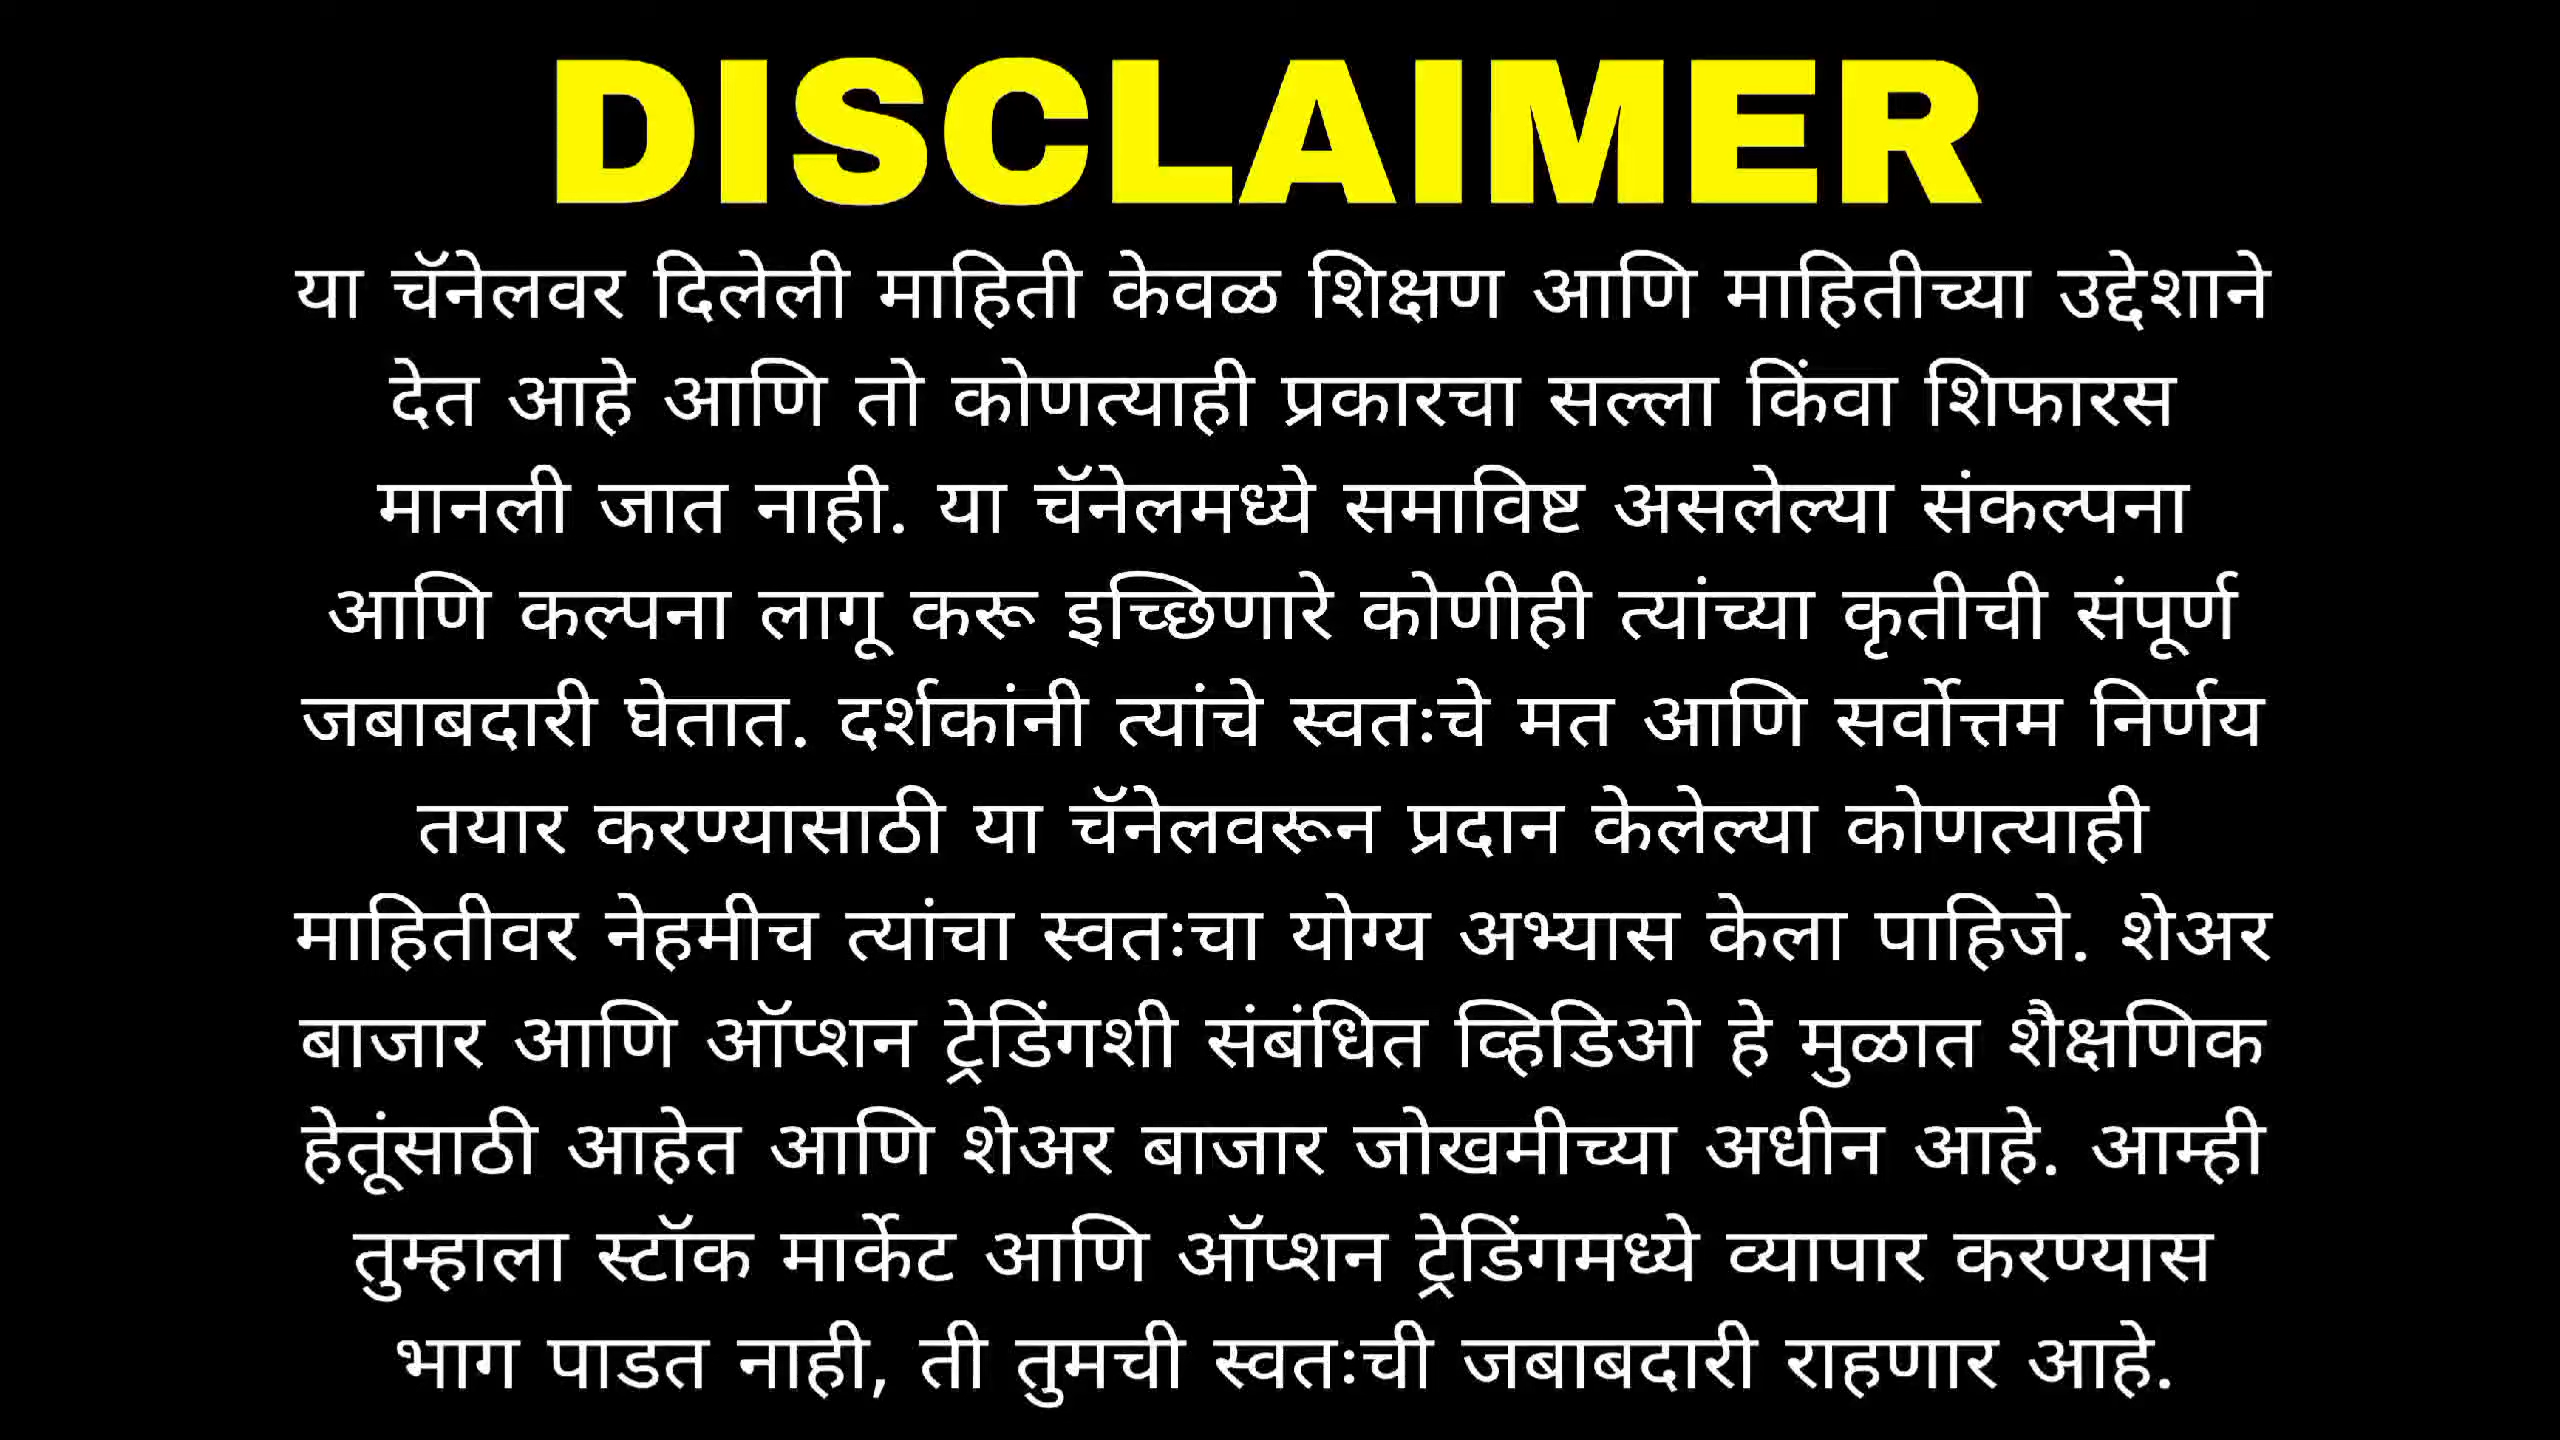 DISCLAIMER
या चॅनेलवर दिलेली माहिती केवळ शिक्षण आणि माहितीच्या उद्देशाने
देत आहे आणि तो कोणत्याही प्रकारचा सल्ला किंवा शिफारस
मानली जात नाही. या चॅनेलमध्ये समाविष्ट असलेल्या संकल्पना
आणि कल्पना लागू करू इच्छिणारे कोणीही त्यांच्या कृतीची संपूर्ण
जबाबदारी घेतात. दर्शकांनी त्यांचे स्वतःचे मत आणि सर्वोत्तम निर्णय
तयार करण्यासाठी या चॅनेलवरून प्रदान केलेल्या कोणत्याही
माहितीवर नेहमीच त्यांचा स्वतःचा योग्य अभ्यास केला पाहिजे. शेअर
बाजार आणि ऑप्शन ट्रेडिंगशी संबंधित व्हिडिओ हे मुळात शैक्षणिक
हेतूंसाठी आहेत आणि शेअर बाजार जोखमीच्या अधीन आहे. आम्ही
तुम्हाला स्टॉक मार्केट आणि ऑप्शन ट्रेडिंगमध्ये व्यापार करण्यास
भाग पाडत नाही, ती तुमची स्वतःची जबाबदारी राहणार आहे.